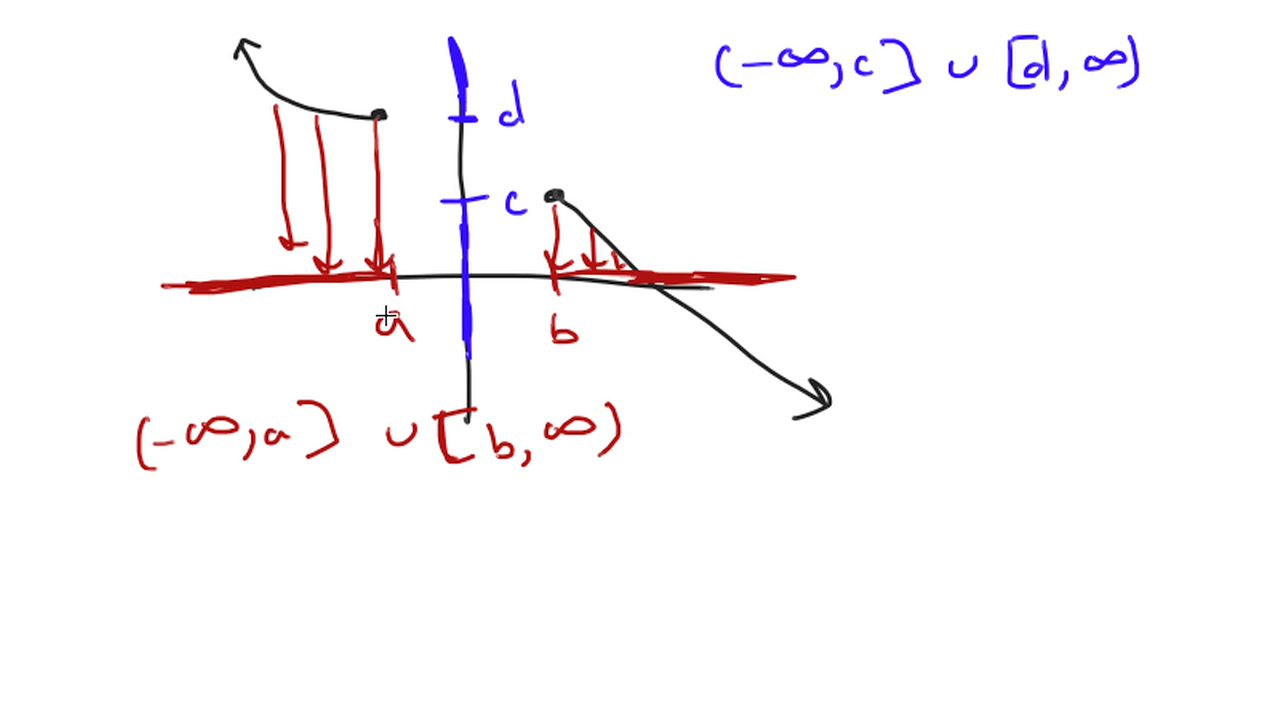 (-∞, c] ∪ [d, ∞)
d
c
a
b
(-∞, a] ∪ [b, ∞)